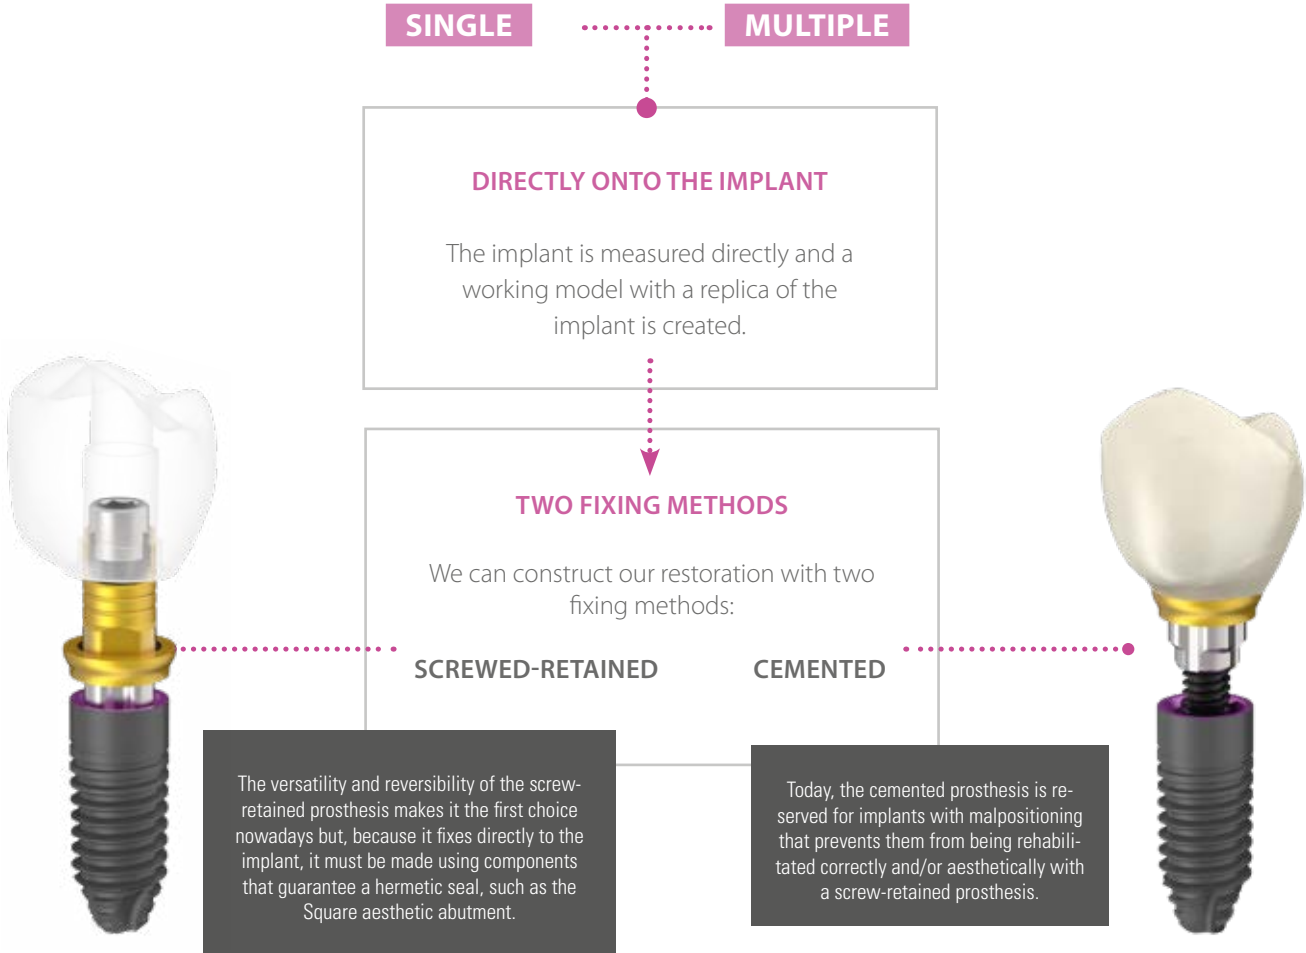 SINGLE
MULTIPLE
DIRECTLY ONTO THE IMPLANT
The implant is measured directly and a
working model with a replica of the
implant is created.
TWO FIXING METHODS
We can construct our restoration with two
fixing methods:
SCREWED-RETAINED
CEMENTED
The versatility and reversibility of the screw-
retained prosthesis makes it the first choice
nowadays but, because it fixes directly to the
implant, it must be made using components
that guarantee a hermetic seal, such as the
Square aesthetic abutment.
Today, the cemented prosthesis is re-
served for implants with malpositioning
that prevents them from being rehabili-
tated correctly and/or aesthetically with
a screw-retained prosthesis.